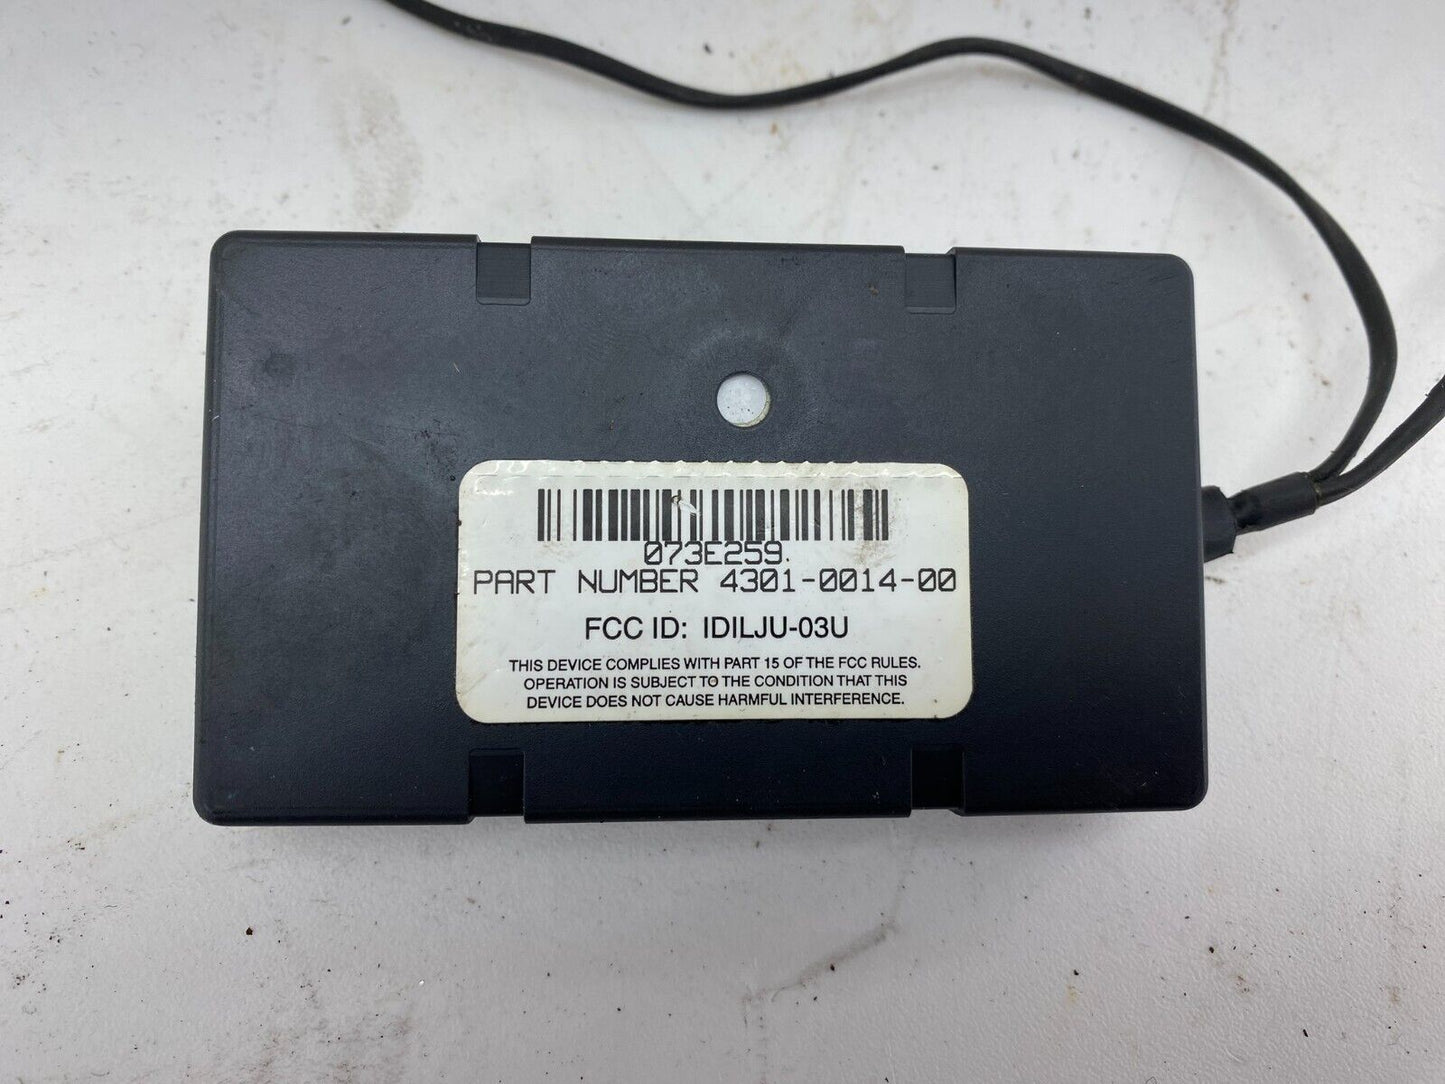 073E259.
PART NUMBER 4301-0014-00
FCC ID: IDILJU-03U
THIS DEVICE COMPLIES WITH PART 15 OF THE FCC RULES.
OPERATION IS SUBJECT TO THE CONDITION THAT THIS
DEVICE DOES NOT CAUSE HARMFUL INTERFERENCE.